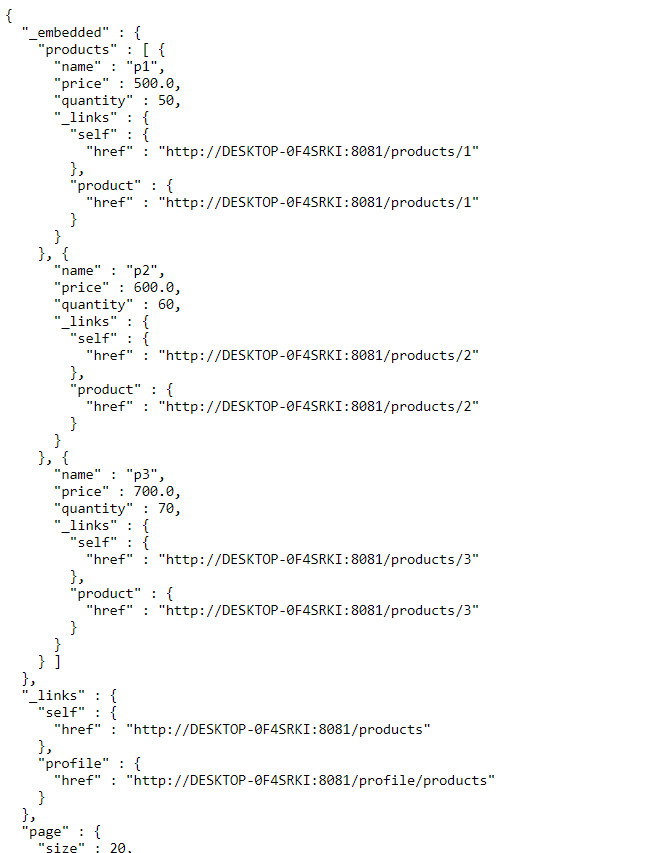 {
  "_embedded" : {
    "products" : [ {
      "name" : "p1",
      "price" : 500.0,
      "quantity" : 50,
      "_links" : {
        "self" : {
          "href" : "http://DESKTOP-0F4SRKI:8081/products/1"
        },
        "product" : {
          "href" : "http://DESKTOP-0F4SRKI:8081/products/1"
        }
      }
    }, {
      "name" : "p2",
      "price" : 600.0,
      "quantity" : 60,
      "_links" : {
        "self" : {
          "href" : "http://DESKTOP-0F4SRKI:8081/products/2"
        },
        "product" : {
          "href" : "http://DESKTOP-0F4SRKI:8081/products/2"
        }
      }
    }, {
      "name" : "p3",
      "price" : 700.0,
      "quantity" : 70,
      "_links" : {
        "self" : {
          "href" : "http://DESKTOP-0F4SRKI:8081/products/3"
        },
        "product" : {
          "href" : "http://DESKTOP-0F4SRKI:8081/products/3"
        }
      }
    } ]
  },
  "_links" : {
    "self" : {
      "href" : "http://DESKTOP-0F4SRKI:8081/products"
    },
    "profile" : {
      "href" : "http://DESKTOP-0F4SRKI:8081/profile/products"
    }
  },
  "page" : {
    "size" : 20,